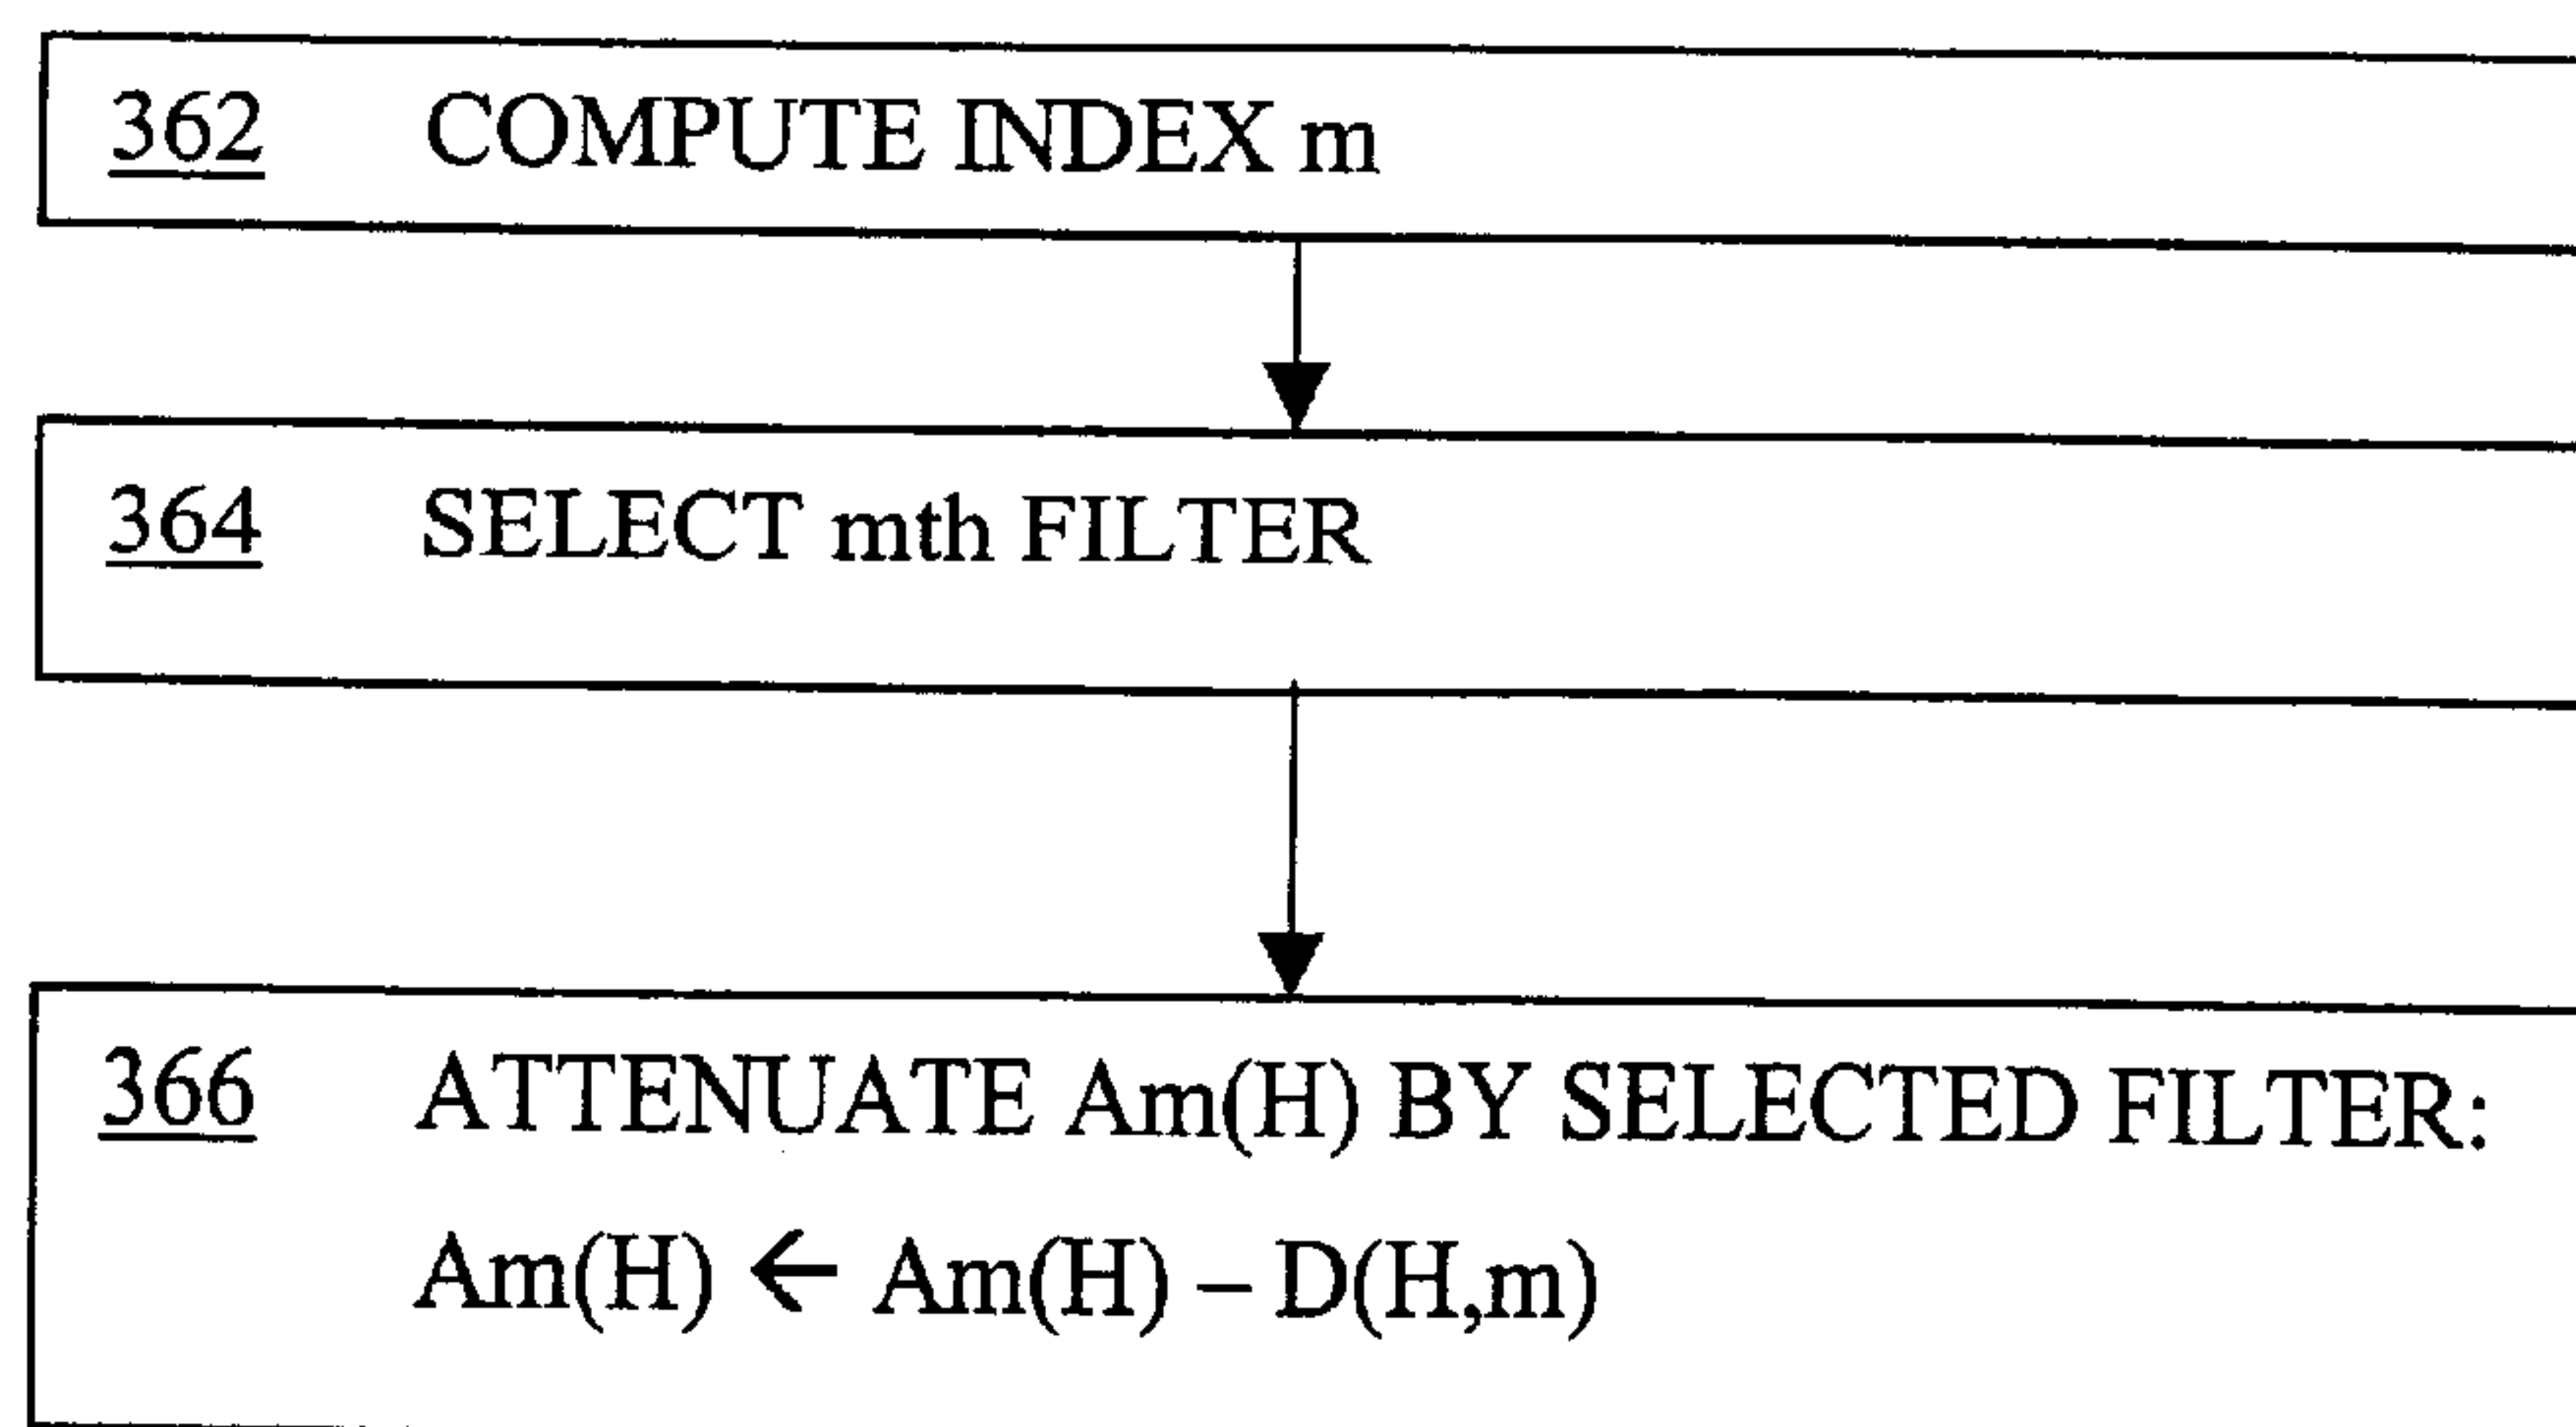 362 COMPUTE INDEX m
364 SELECT mth FILTER
366 ATTENUATE Am(H) BY SELECTED FILTER:
Am(H) ← Am(H) – D(H,m)